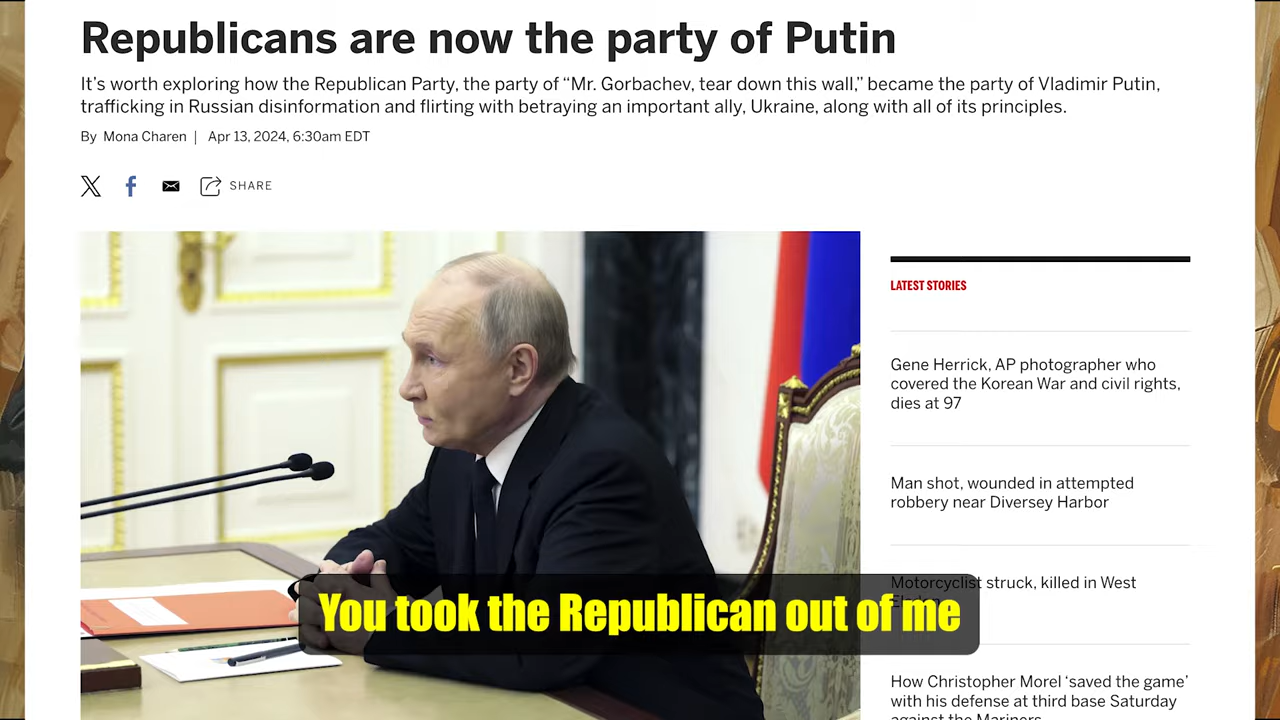 Republicans are now the party of Putin
It's worth exploring how the Republican Party, the party of “Mr. Gorbachev, tear down this wall,” became the party of Vladimir Putin,
trafficking in Russian disinformation and flirting with betraying an important ally, Ukraine, along with all of its principles.
By Mona Charen | Apr 13, 2024, 6:30am EDT
SHARE
LATEST STORIES
Gene Herrick, AP photographer who
covered the Korean War and civil rights,
dies at 97
Man shot, wounded in attempted
robbery near Diversey Harbor
Motorcyclist struck, killed in West
You took the Republican out of me
How Christopher Morel ‘saved the game’
with his defense at third base Saturday
against the Mariners